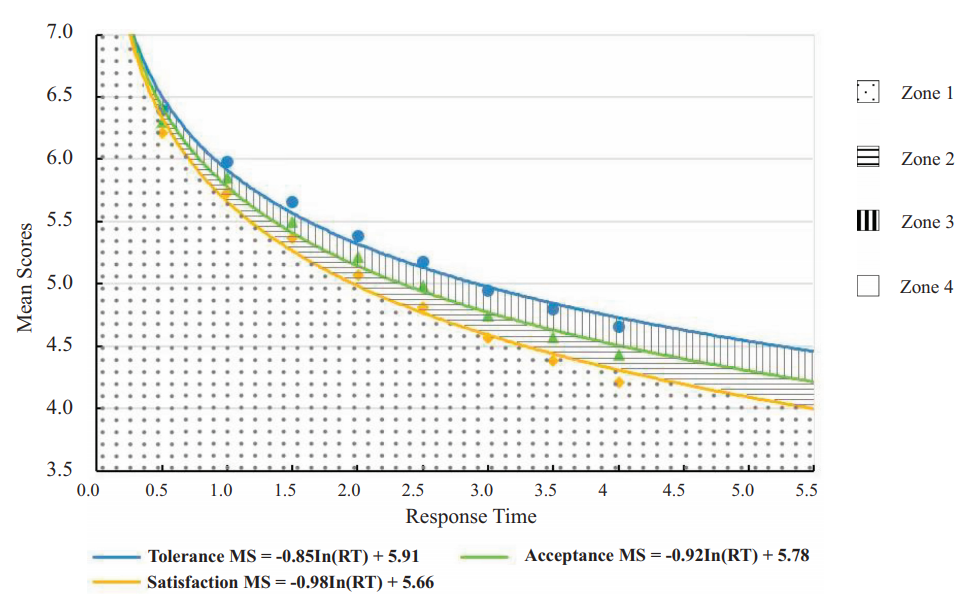 7.0
6.5
6.0
5.5
5.0
4.5
4.0
3.5
Mean Scores
0.0 0.5 1.0 1.5 2.0 2.5 3.0 3.5 4 4.5 5.0 5.5
Response Time
Zone 1
Zone 2
Zone 3
Zone 4
Tolerance MS = -0.85In(RT) + 5.91
Acceptance MS = -0.92In(RT) + 5.78
Satisfaction MS = -0.98In(RT) + 5.66